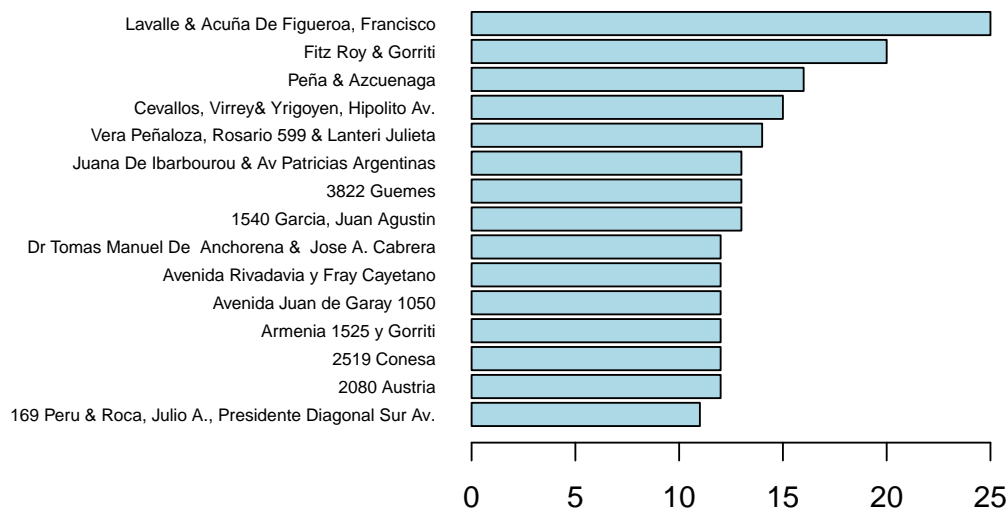 Lavalle & Acuña De Figueroa, Francisco
Fitz Roy & Gorriti
Peña & Azcuenaga
Cevallos, Virrey& Yrigoyen, Hipolito Av.
Vera Peñaloza, Rosario 599 & Lanteri Julieta
Juana De Ibarbourou & Av Patricias Argentinas
3822 Guemes
1540 Garcia, Juan Agustin
Dr Tomas Manuel De  Anchorena &  Jose A. Cabrera
Avenida Rivadavia y Fray Cayetano
Avenida Juan de Garay 1050
Armenia 1525 y Gorriti
2519 Conesa
2080 Austria
169 Peru & Roca, Julio A., Presidente Diagonal Sur Av.
0 5 10 15 20 25